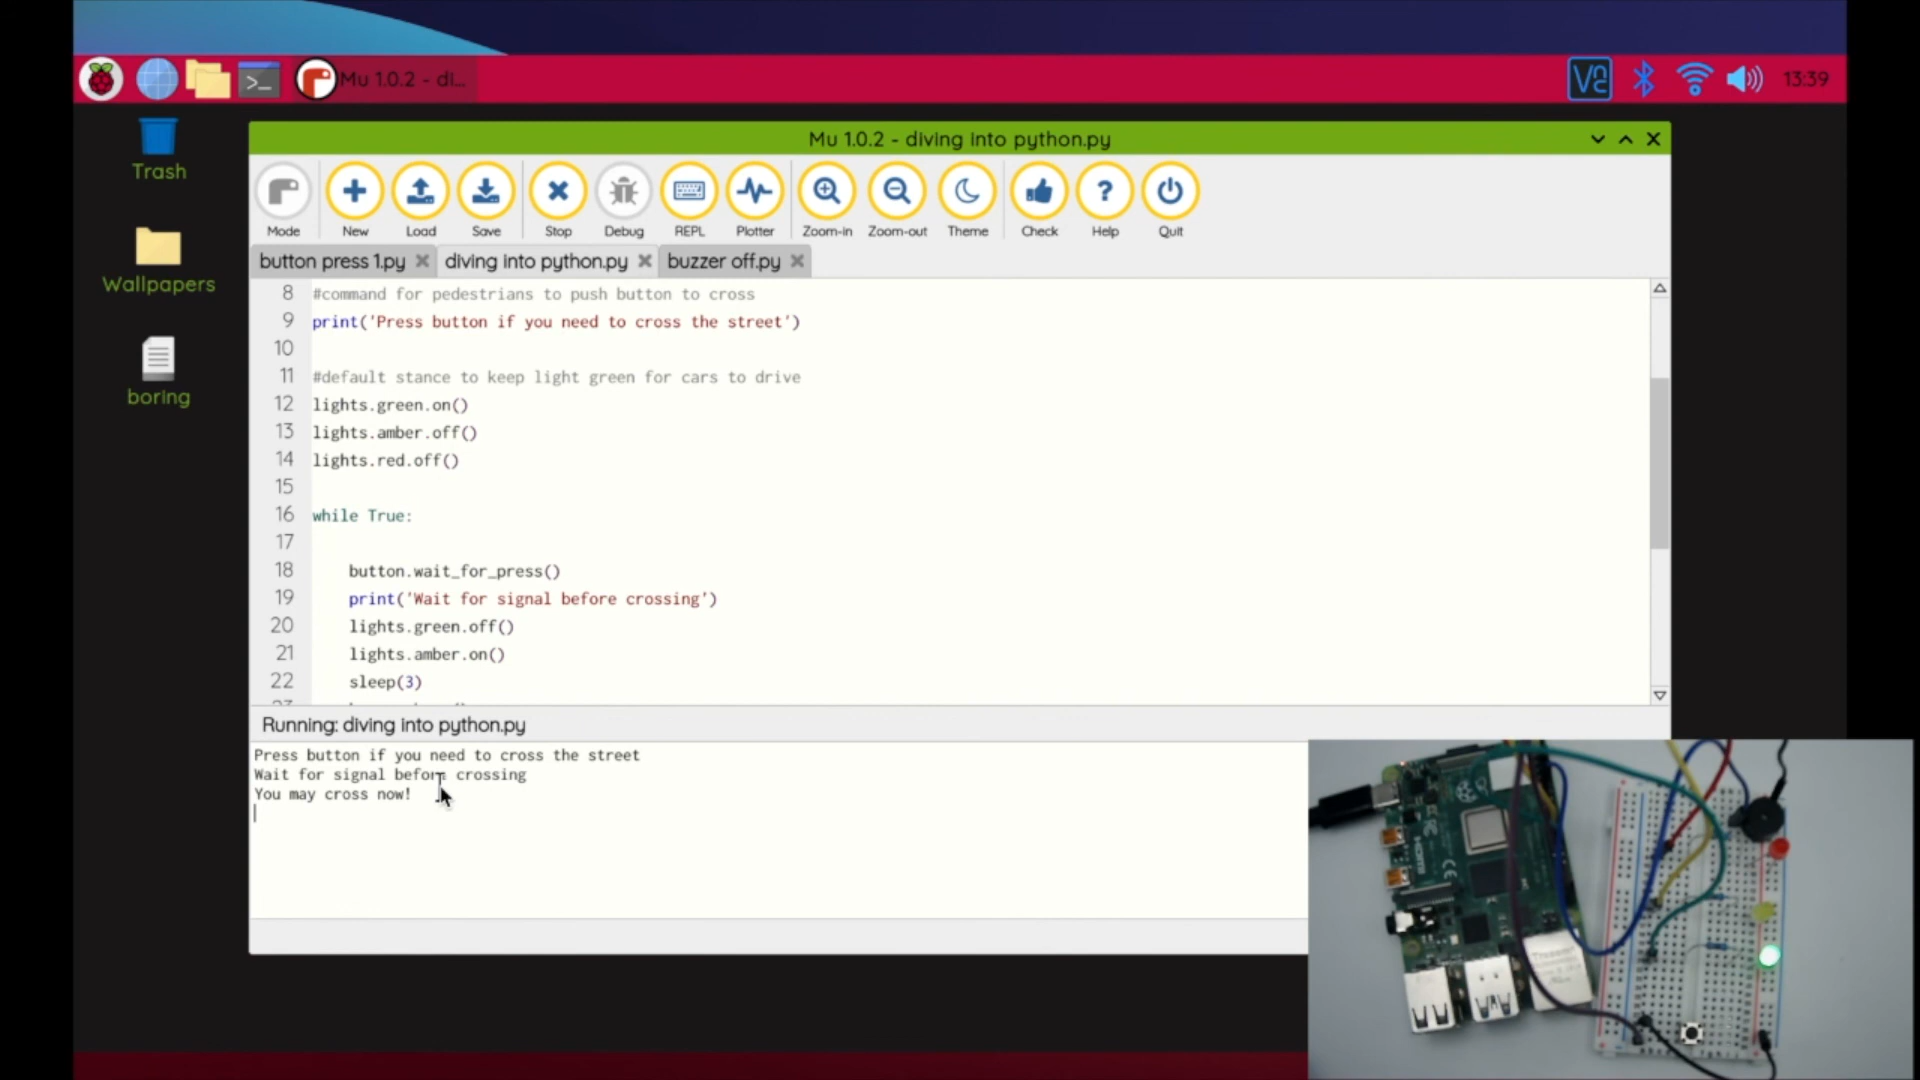 Mu 1.0.2 - di...
13:39
Trash
Wallpapers
boring
Mu 1.0.2 - diving into python.py
Mode New Load Save Stop Debug REPL Plotter Zoom-in Zoom-out Theme Check Help Quit
button press 1.py diving into python.py buzzer off.py
8 #command for pedestrians to push button to cross
9 print('Press button if you need to cross the street')
10
11 #default stance to keep light green for cars to drive
12 lights.green.on()
13 lights.amber.off()
14 lights.red.off()
15
16 while True:
17
18 button.wait_for_press()
19 print('Wait for signal before crossing')
20 lights.green.off()
21 lights.amber.on()
22 sleep(3)
Running: diving into python.py
Press button if you need to cross the street
Wait for signal before crossing
You may cross now!
HDMI